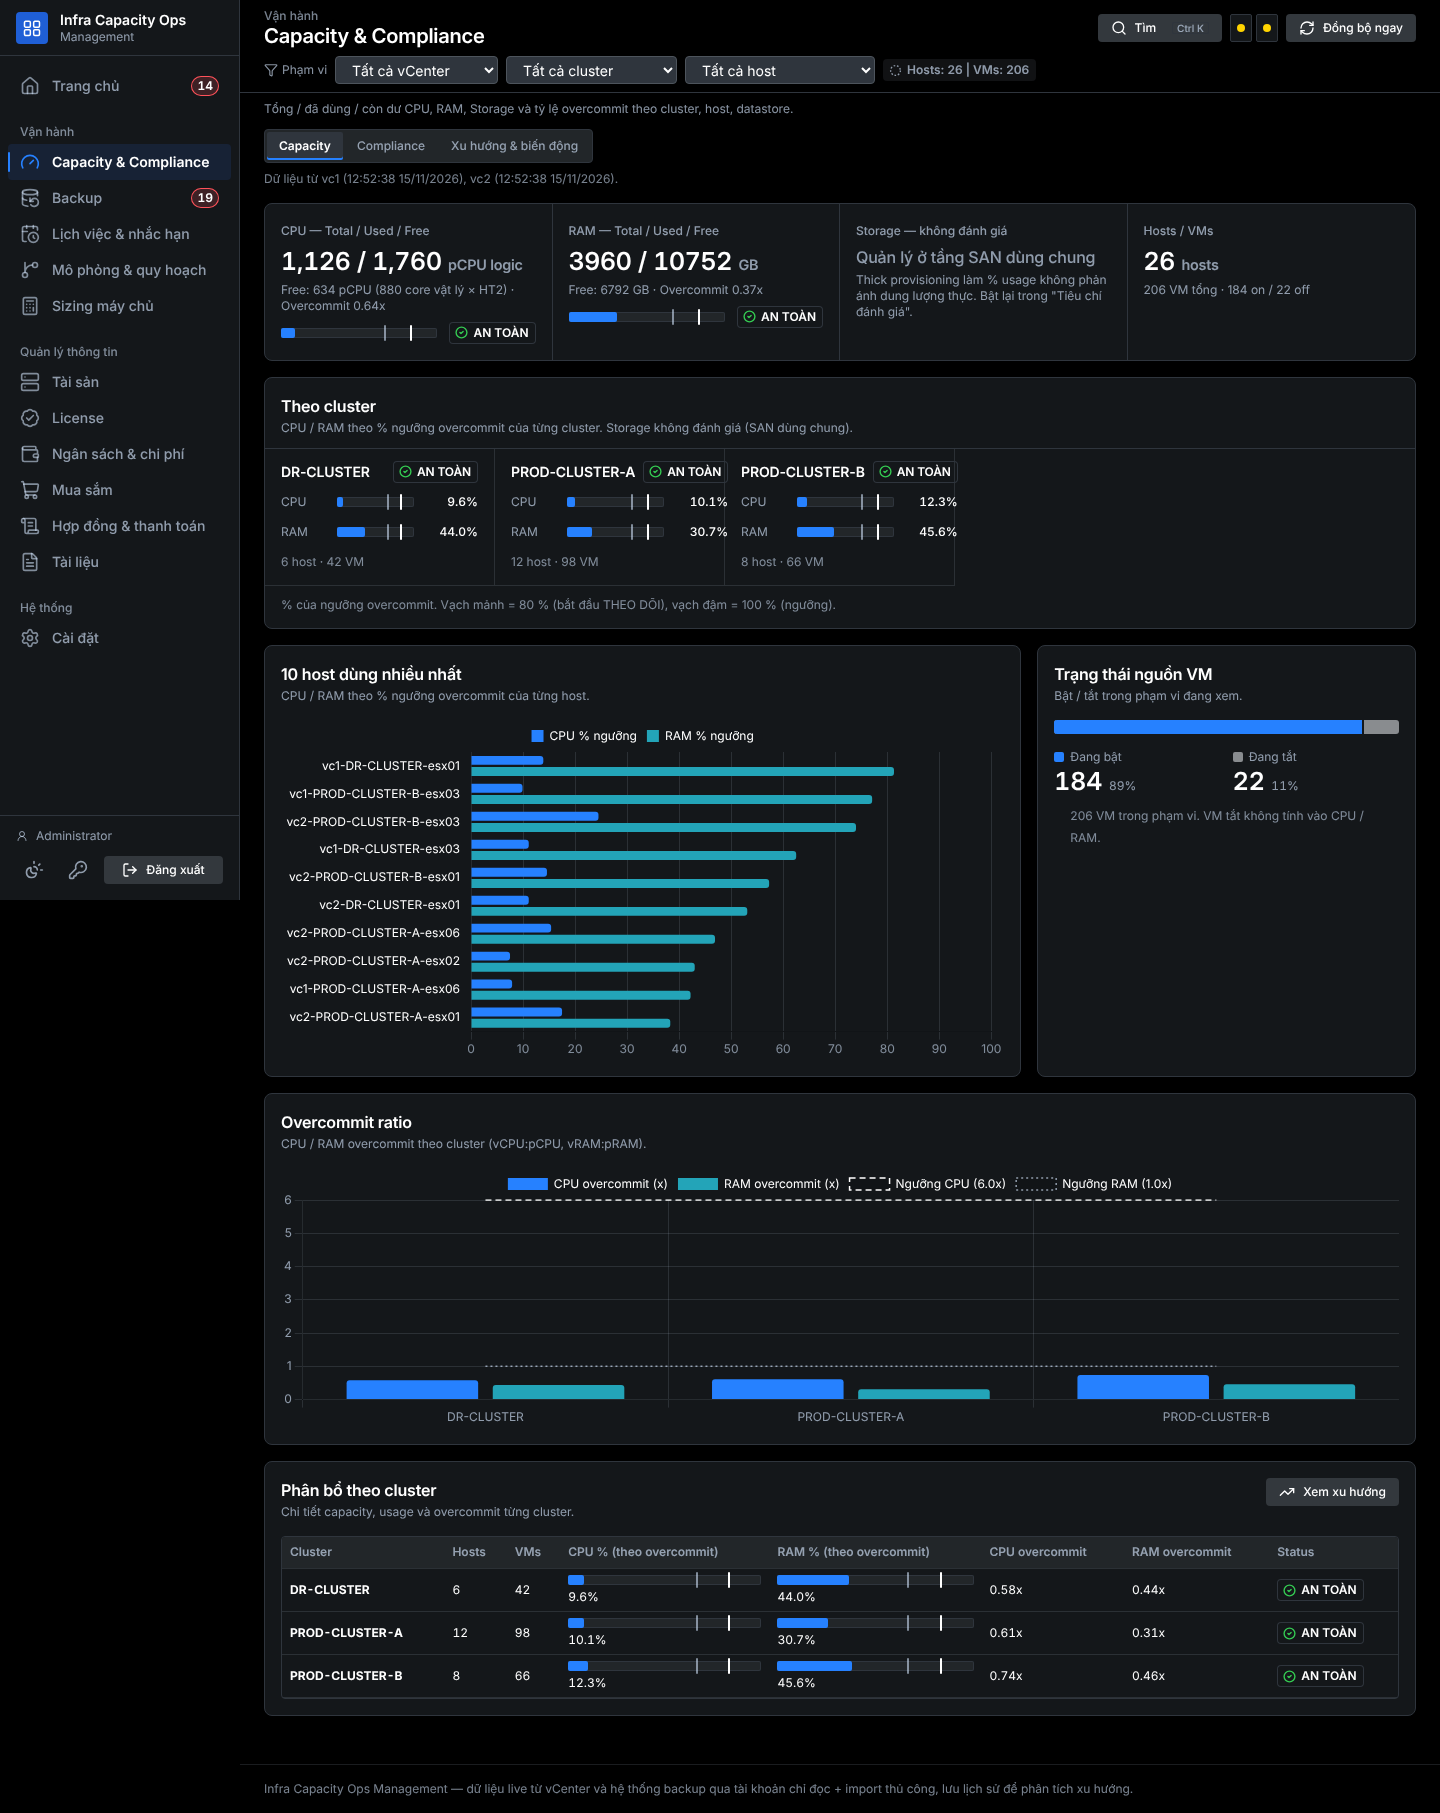 Infra Capacity Ops
Management
Trang chủ 14
Vận hành
Capacity & Compliance
Backup 19
Lịch việc & nhắc hạn
Mô phỏng & quy hoạch
Sizing máy chủ
Quản lý thông tin
Tài sản
License
Ngân sách & chi phí
Mua sắm
Hợp đồng & thanh toán
Tài liệu
Hệ thống
Cài đặt
Administrator
Đăng xuất
Vận hành
Capacity & Compliance
Tìm Ctrl K
Đồng bộ ngay
Phạm vi Tất cả vCenter Tất cả cluster Tất cả host Hosts: 26 | VMs: 206
Tổng / đã dùng / còn dư CPU, RAM, Storage và tỷ lệ overcommit theo cluster, host, datastore.
Capacity Compliance Xu hướng & biến động
Dữ liệu từ vc1 (12:52:38 15/11/2026), vc2 (12:52:38 15/11/2026).
CPU — Total / Used / Free
1,126 / 1,760 pCPU logic
Free: 634 pCPU (880 core vật lý × HT2) ·
Overcommit 0.64x
AN TOÀN
RAM — Total / Used / Free
3960 / 10752 GB
Free: 6792 GB · Overcommit 0.37x
AN TOÀN
Storage — không đánh giá
Quản lý ở tầng SAN dùng chung
Thick provisioning làm % usage không phản
ánh dung lượng thực. Bật lại trong "Tiêu chí
đánh giá".
Hosts / VMs
26 hosts
206 VM tổng · 184 on / 22 off
Theo cluster
CPU / RAM theo % ngưỡng overcommit của từng cluster. Storage không đánh giá (SAN dùng chung).
DR-CLUSTER AN TOÀN
CPU 9.6%
RAM 44.0%
6 host · 42 VM
PROD-CLUSTER-A AN TOÀN
CPU 10.1%
RAM 30.7%
12 host · 98 VM
PROD-CLUSTER-B AN TOÀN
CPU 12.3%
RAM 45.6%
8 host · 66 VM
% của ngưỡng overcommit. Vạch mảnh = 80 % (bắt đầu THEO DÕI), vạch đậm = 100 % (ngưỡng).
10 host dùng nhiều nhất
CPU / RAM theo % ngưỡng overcommit của từng host.
CPU % ngưỡng RAM % ngưỡng
vc1-DR-CLUSTER-esx01
vc1-PROD-CLUSTER-B-esx03
vc2-PROD-CLUSTER-B-esx03
vc1-DR-CLUSTER-esx03
vc2-PROD-CLUSTER-B-esx01
vc2-DR-CLUSTER-esx01
vc2-PROD-CLUSTER-A-esx06
vc2-PROD-CLUSTER-A-esx02
vc1-PROD-CLUSTER-A-esx06
vc2-PROD-CLUSTER-A-esx01
0 10 20 30 40 50 60 70 80 90 100
Trạng thái nguồn VM
Bật / tắt trong phạm vi đang xem.
Đang bật Đang tắt
184 89% 22 11%
206 VM trong phạm vi. VM tắt không tính vào CPU /
RAM.
Overcommit ratio
CPU / RAM overcommit theo cluster (vCPU:pCPU, vRAM:pRAM).
CPU overcommit (x) RAM overcommit (x) Ngưỡng CPU (6.0x) Ngưỡng RAM (1.0x)
6
5
4
3
2
1
0
DR-CLUSTER PROD-CLUSTER-A PROD-CLUSTER-B
Phân bổ theo cluster
Chi tiết capacity, usage và overcommit từng cluster.
Xem xu hướng
Cluster Hosts VMs CPU % (theo overcommit) RAM % (theo overcommit) CPU overcommit RAM overcommit Status
DR-CLUSTER 6 42 9.6% 44.0% 0.58x 0.44x AN TOÀN
PROD-CLUSTER-A 12 98 10.1% 30.7% 0.61x 0.31x AN TOÀN
PROD-CLUSTER-B 8 66 12.3% 45.6% 0.74x 0.46x AN TOÀN
Infra Capacity Ops Management — dữ liệu live từ vCenter và hệ thống backup qua tài khoản chỉ đọc + import thủ công, lưu lịch sử để phân tích xu hướng.